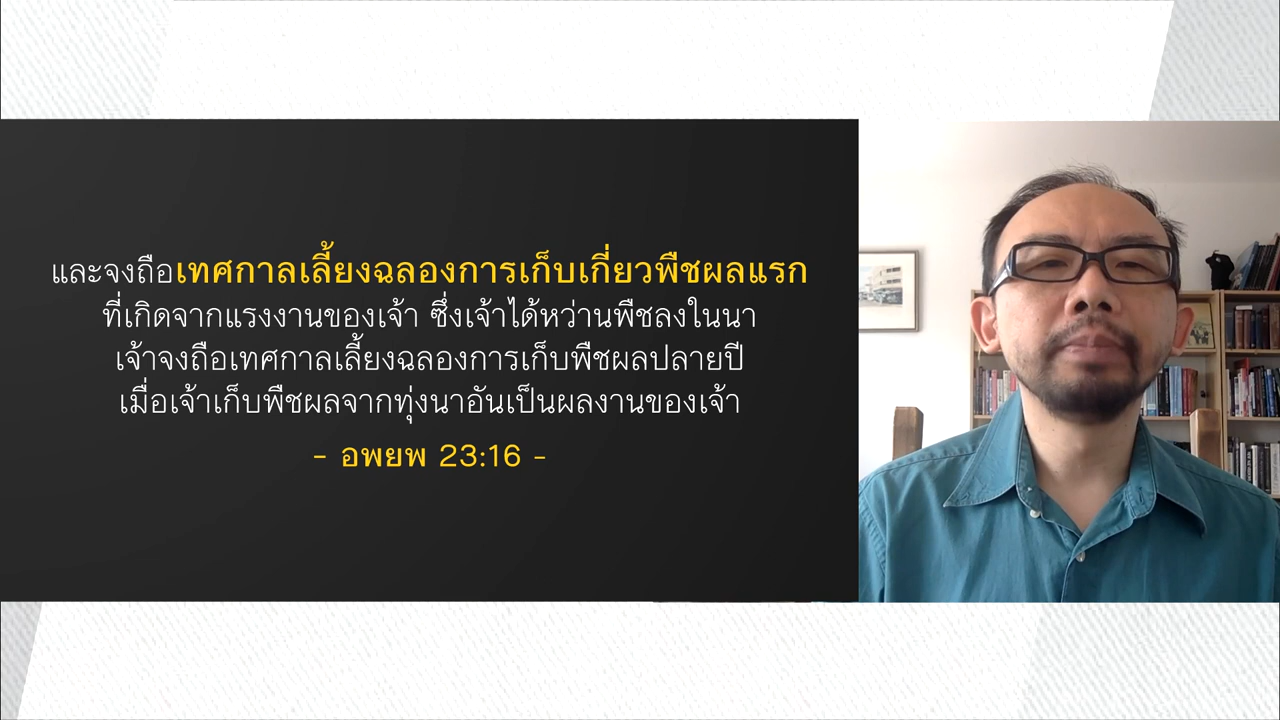 และจงถือเทศกาลเลี้ยงฉลองการเก็บเกี่ยวพืชผลแรก
ที่เกิดจากแรงงานของเจ้า ซึ่งเจ้าได้หว่านพืชลงในนา
เจ้าจงถือเทศกาลเลี้ยงฉลองการเก็บพืชผลปลายปี
เมื่อเจ้าเก็บพืชผลจากทุ่งนาอันเป็นผลงานของเจ้า
- อพยพ 23:16 -